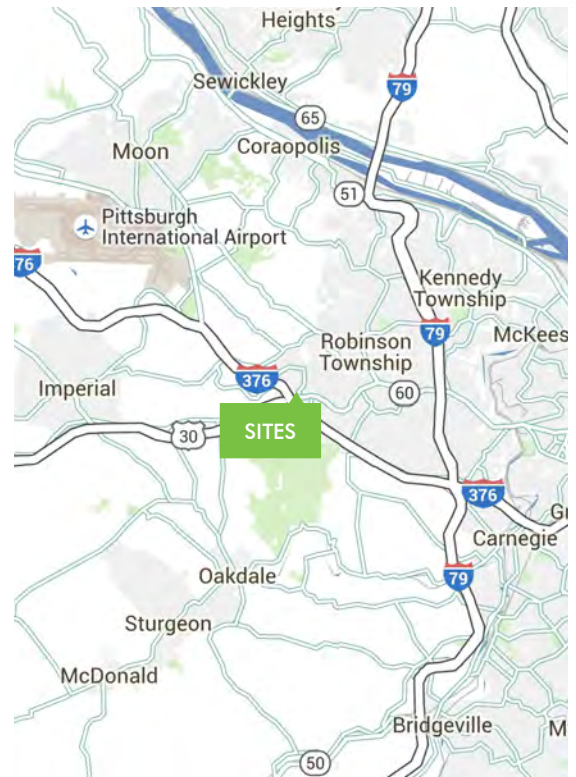 Heights
79
Sewickley
65
Moon
Coraopolis
51
Pittsburgh
International Airport
76
Kennedy
Township
79
Robinson
Township
McKees
376
Imperial
60
SITES
30
376
Carnegie
Oakdale
79
Sturgeon
McDonald
Bridgeville
50